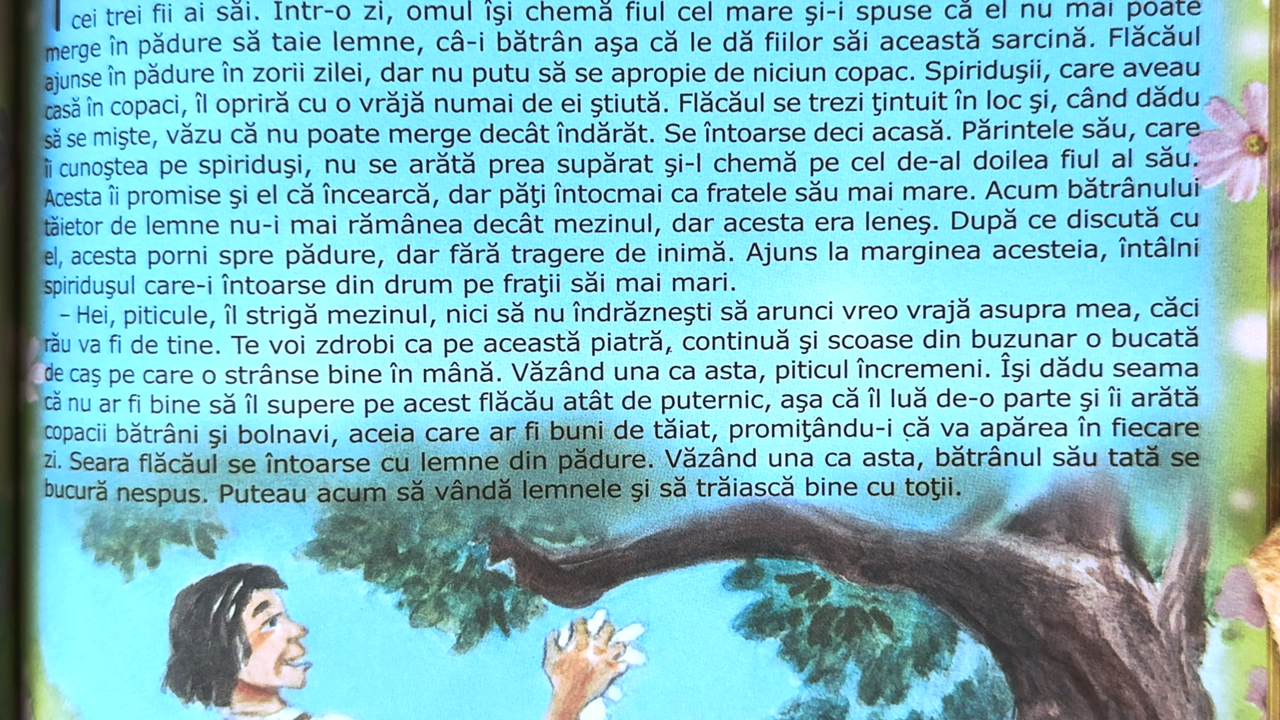 cei trei fii ai săi. Într-o zi, omul îşi chemă fiul cel mare şi-i spuse că el nu mai poate
merge în pădure să taie lemne, câ-i bătrân aşa că le dă fiilor săi această sarcină. Flăcăul
ajunse în pădure în zorii zilei, dar nu putu să se apropie de niciun copac. Spiriduşii, care aveau
casă în copaci, îl opriră cu o vrăjă numai de ei ştiută. Flăcăul se trezi ţintuit în loc şi, când dădu
să se mişte, văzu că nu poate merge decât îndărăt. Se întoarse deci acasă. Părintele său, care
îi cunoştea pe spiriduşi, nu se arătă prea supărat şi-l chemă pe cel de-al doilea fiul al său.
Acesta îi promise şi el că încearcă, dar păţi întocmai ca fratele său mai mare. Acum bătrânului
tăietor de lemne nu-i mai rămânea decât mezinul, dar acesta era leneş. După ce discută cu
el, acesta porni spre pădure, dar fără tragere de inimă. Ajuns la marginea acesteia, întâlni
spiriduşul care-i întoarse din drum pe fraţii săi mai mari.
– Hei, piticule, îl strigă mezinul, nici să nu îndrăzneşti să arunci vreo vrajă asupra mea, căci
rău va fi de tine. Te voi zdrobi ca pe această piatră, continuă şi scoase din buzunar o bucată
de caş pe care o strânse bine în mână. Văzând una ca asta, piticul încremeni. Îşi dădu seama
că nu ar fi bine să îl supere pe acest flăcău atât de puternic, aşa că îl luă de-o parte şi îi arătă
copacii bătrâni şi bolnavi, aceia care ar fi buni de tăiat, promiţându-i că va apărea în fiecare
zi. Seara flăcăul se întoarse cu lemne din pădure. Văzând una ca asta, bătrânul său tată se
bucură nespus. Puteau acum să vândă lemnele şi să trăiască bine cu toţii.